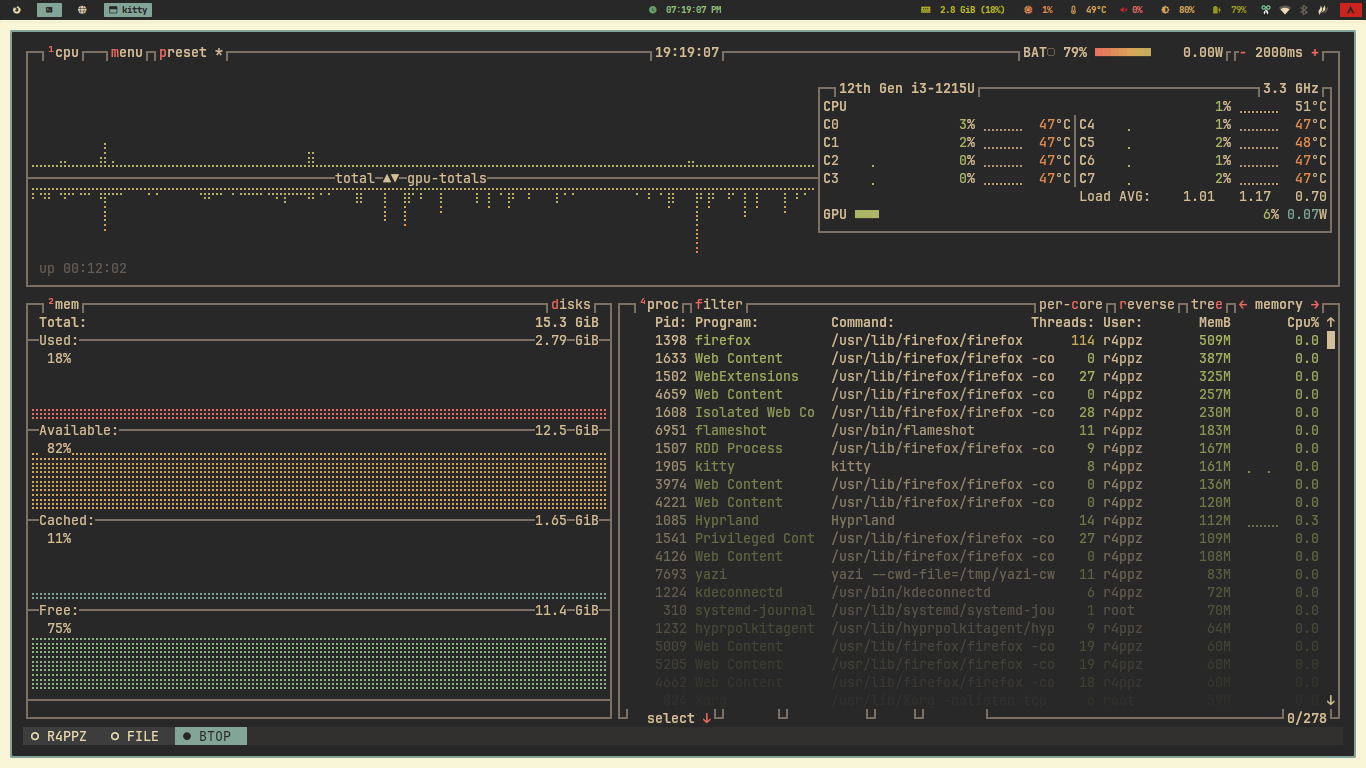 kitty 07:19:07 PM 2.8 GiB (18%) 1% 49°C 0% 80% 79%
¹cpu menu preset * 19:19:07 BAT 79% 0.00W - 2000ms +
12th Gen i3-1215U 3.3 GHz
CPU 1% 51°C
C0 3% 47°C C4 1% 47°C
C1 2% 47°C C5 2% 48°C
C2 0% 47°C C6 1% 47°C
C3 0% 47°C C7 2% 47°C
total ▲▼ gpu-totals
Load AVG: 1.01 1.17 0.70
GPU 6% 0.07W
up 00:12:02
²mem disks
Total: 15.3 GiB
Used: 2.79 GiB
18%
Available: 12.5 GiB
82%
Cached: 1.65 GiB
11%
Free: 11.4 GiB
75%
⁴proc filter per-core reverse tree ← memory →
Pid: Program: Command: Threads: User: MemB Cpu% ↑
1398 firefox /usr/lib/firefox/firefox 114 r4ppz 509M 0.0
1633 Web Content /usr/lib/firefox/firefox -co 0 r4ppz 387M 0.0
1502 WebExtensions /usr/lib/firefox/firefox -co 27 r4ppz 325M 0.0
4659 Web Content /usr/lib/firefox/firefox -co 0 r4ppz 257M 0.0
1608 Isolated Web Co /usr/lib/firefox/firefox -co 28 r4ppz 230M 0.0
6951 flameshot /usr/bin/flameshot 11 r4ppz 183M 0.0
1507 RDD Process /usr/lib/firefox/firefox -co 9 r4ppz 167M 0.0
1905 kitty kitty 8 r4ppz 161M 0.0
3974 Web Content /usr/lib/firefox/firefox -co 0 r4ppz 136M 0.0
4221 Web Content /usr/lib/firefox/firefox -co 0 r4ppz 120M 0.0
1085 Hyprland Hyprland 14 r4ppz 112M 0.3
1541 Privileged Cont /usr/lib/firefox/firefox -co 27 r4ppz 109M 0.0
4126 Web Content /usr/lib/firefox/firefox -co 0 r4ppz 108M 0.0
7693 yazi yazi --cwd-file=/tmp/yazi-cw 11 r4ppz 83M 0.0
1224 kdeconnectd /usr/bin/kdeconnectd 6 r4ppz 72M 0.0
310 systemd-journal /usr/lib/systemd/systemd-jou 1 root 70M 0.0
1232 hyprpolkitagent /usr/lib/hyprpolkitagent/hyp 9 r4ppz 64M 0.0
5009 Web Content /usr/lib/firefox/firefox -co 19 r4ppz 60M 0.0
5205 Web Content /usr/lib/firefox/firefox -co 19 r4ppz 60M 0.0
4662 Web Content /usr/lib/firefox/firefox -co 18 r4ppz 60M 0.0
Xorg /usr/lib/Xorg -nolisten tcp root 0.0 ↓
select ↓ 0/278
R4PPZ FILE BTOP